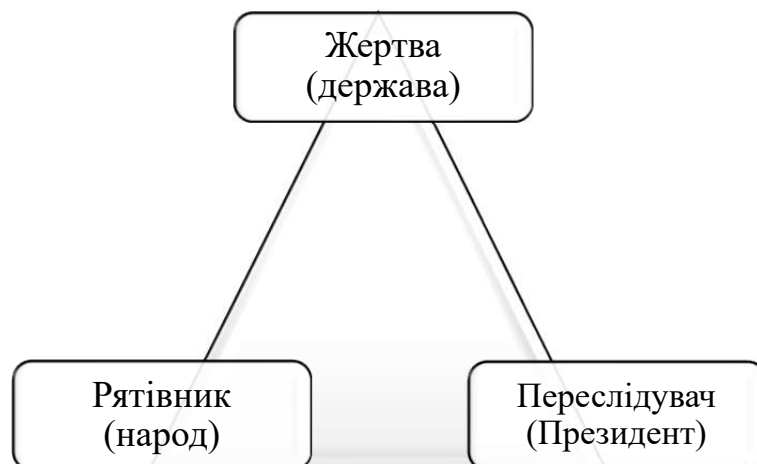 Жертва
(держава)
Рятівник
(народ)
Переслідувач
(Президент)